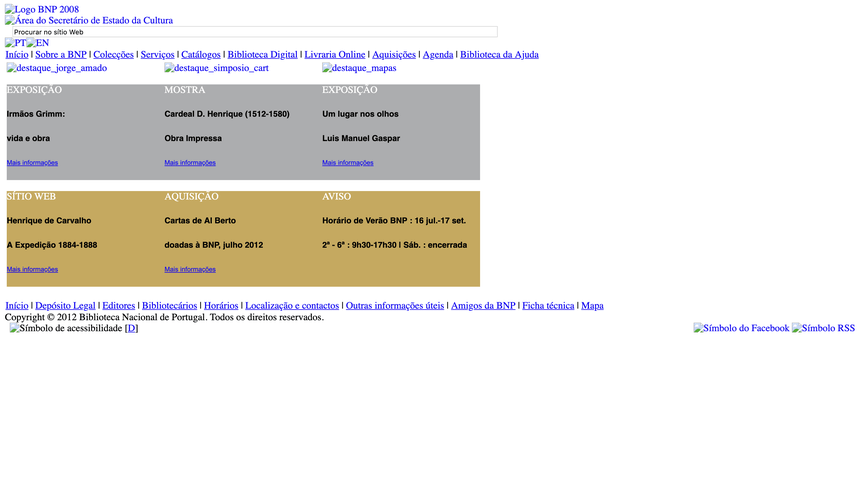 Logo BNP 2008
Área do Secretário de Estado da Cultura
Procurar no sítio Web
PT EN
Início | Sobre a BNP | Colecções | Serviços | Catálogos | Biblioteca Digital | Livraria Online | Aquisições | Agenda | Biblioteca da Ajuda
destaque_jorge_amado destaque_simposio_cart destaque_mapas
EXPOSIÇÃO MOSTRA EXPOSIÇÃO
Irmãos Grimm: Cardeal D. Henrique (1512-1580) Um lugar nos olhos
vida e obra Obra Impressa Luis Manuel Gaspar
Mais informações Mais informações Mais informações
SÍTIO WEB AQUISIÇÃO AVISO
Henrique de Carvalho Cartas de Al Berto Horário de Verão BNP : 16 jul.-17 set.
A Expedição 1884-1888 doadas à BNP, julho 2012 2ª - 6ª : 9h30-17h30 | Sáb. : encerrada
Mais informações Mais informações
Início | Depósito Legal | Editores | Bibliotecários | Horários | Localização e contactos | Outras informações úteis | Amigos da BNP | Ficha técnica | Mapa
Copyright © 2012 Biblioteca Nacional de Portugal. Todos os direitos reservados.
Símbolo de acessibilidade [D] Símbolo do Facebook Símbolo RSS